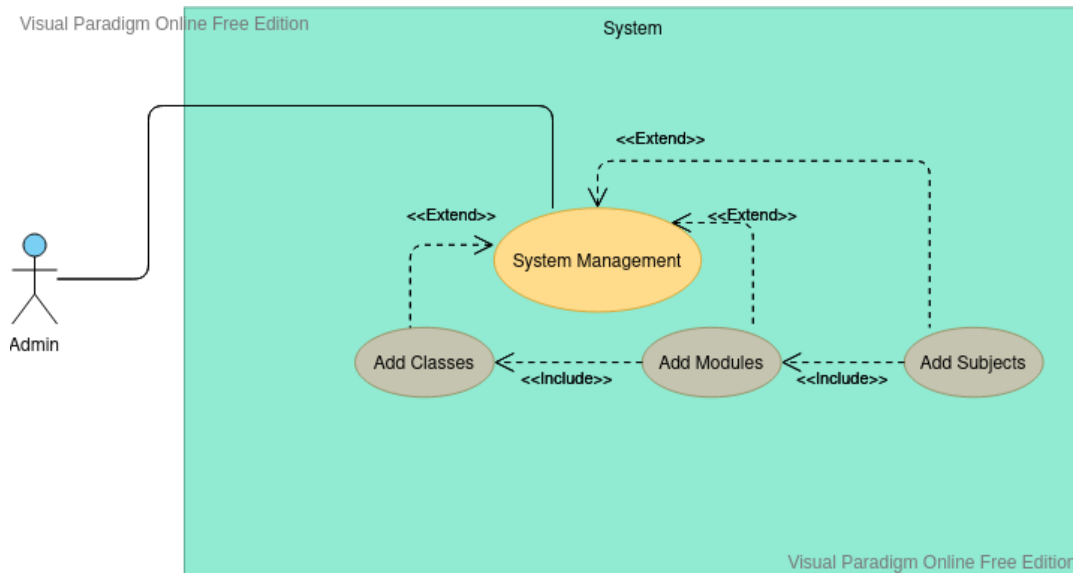 Visual Paradigm Online Free Edition
System
<<Extend>>
<<Extend>>
<<Extend>>
System Management
Admin
Add Classes
Add Modules
Add Subjects
<<Include>>
<<Include>>
Visual Paradigm Online Free Edition